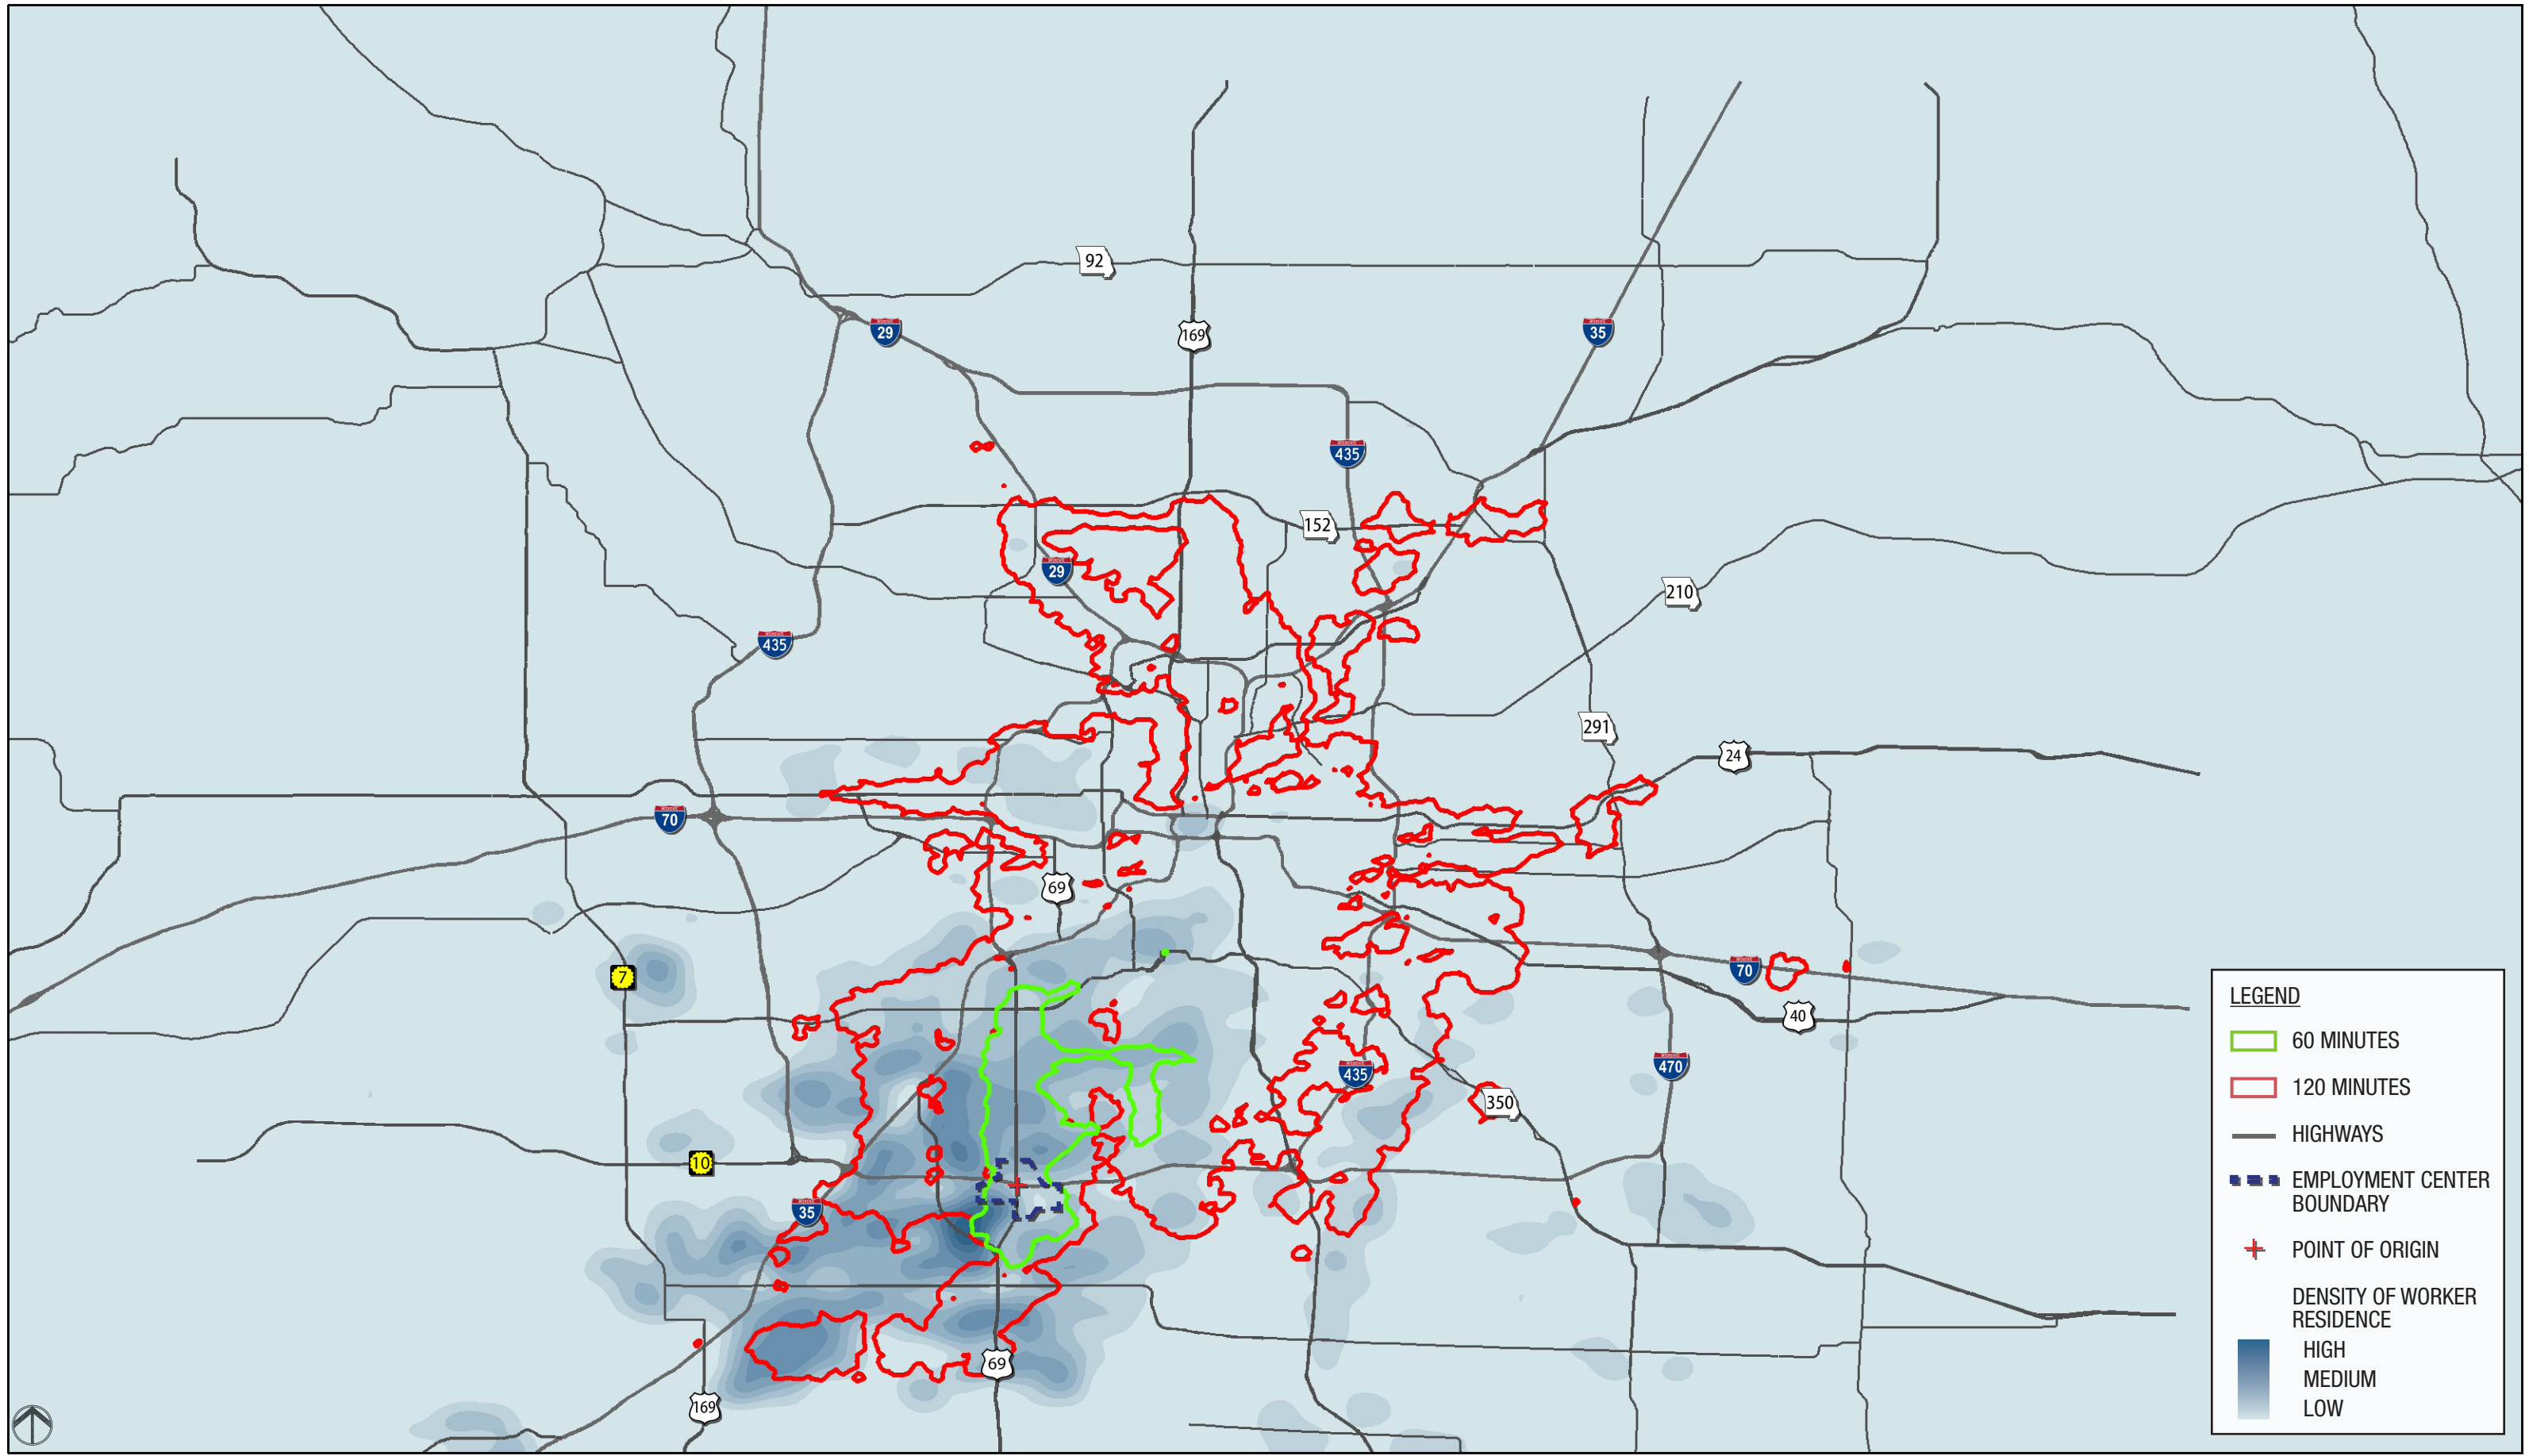 92
29
169
35
435
152
29
210
435
291
24
70
69
7
70
40
435
470
350
10
35
69
169
LEGEND
60 MINUTES
120 MINUTES
HIGHWAYS
EMPLOYMENT CENTER
BOUNDARY
POINT OF ORIGIN
DENSITY OF WORKER
RESIDENCE
HIGH
MEDIUM
LOW